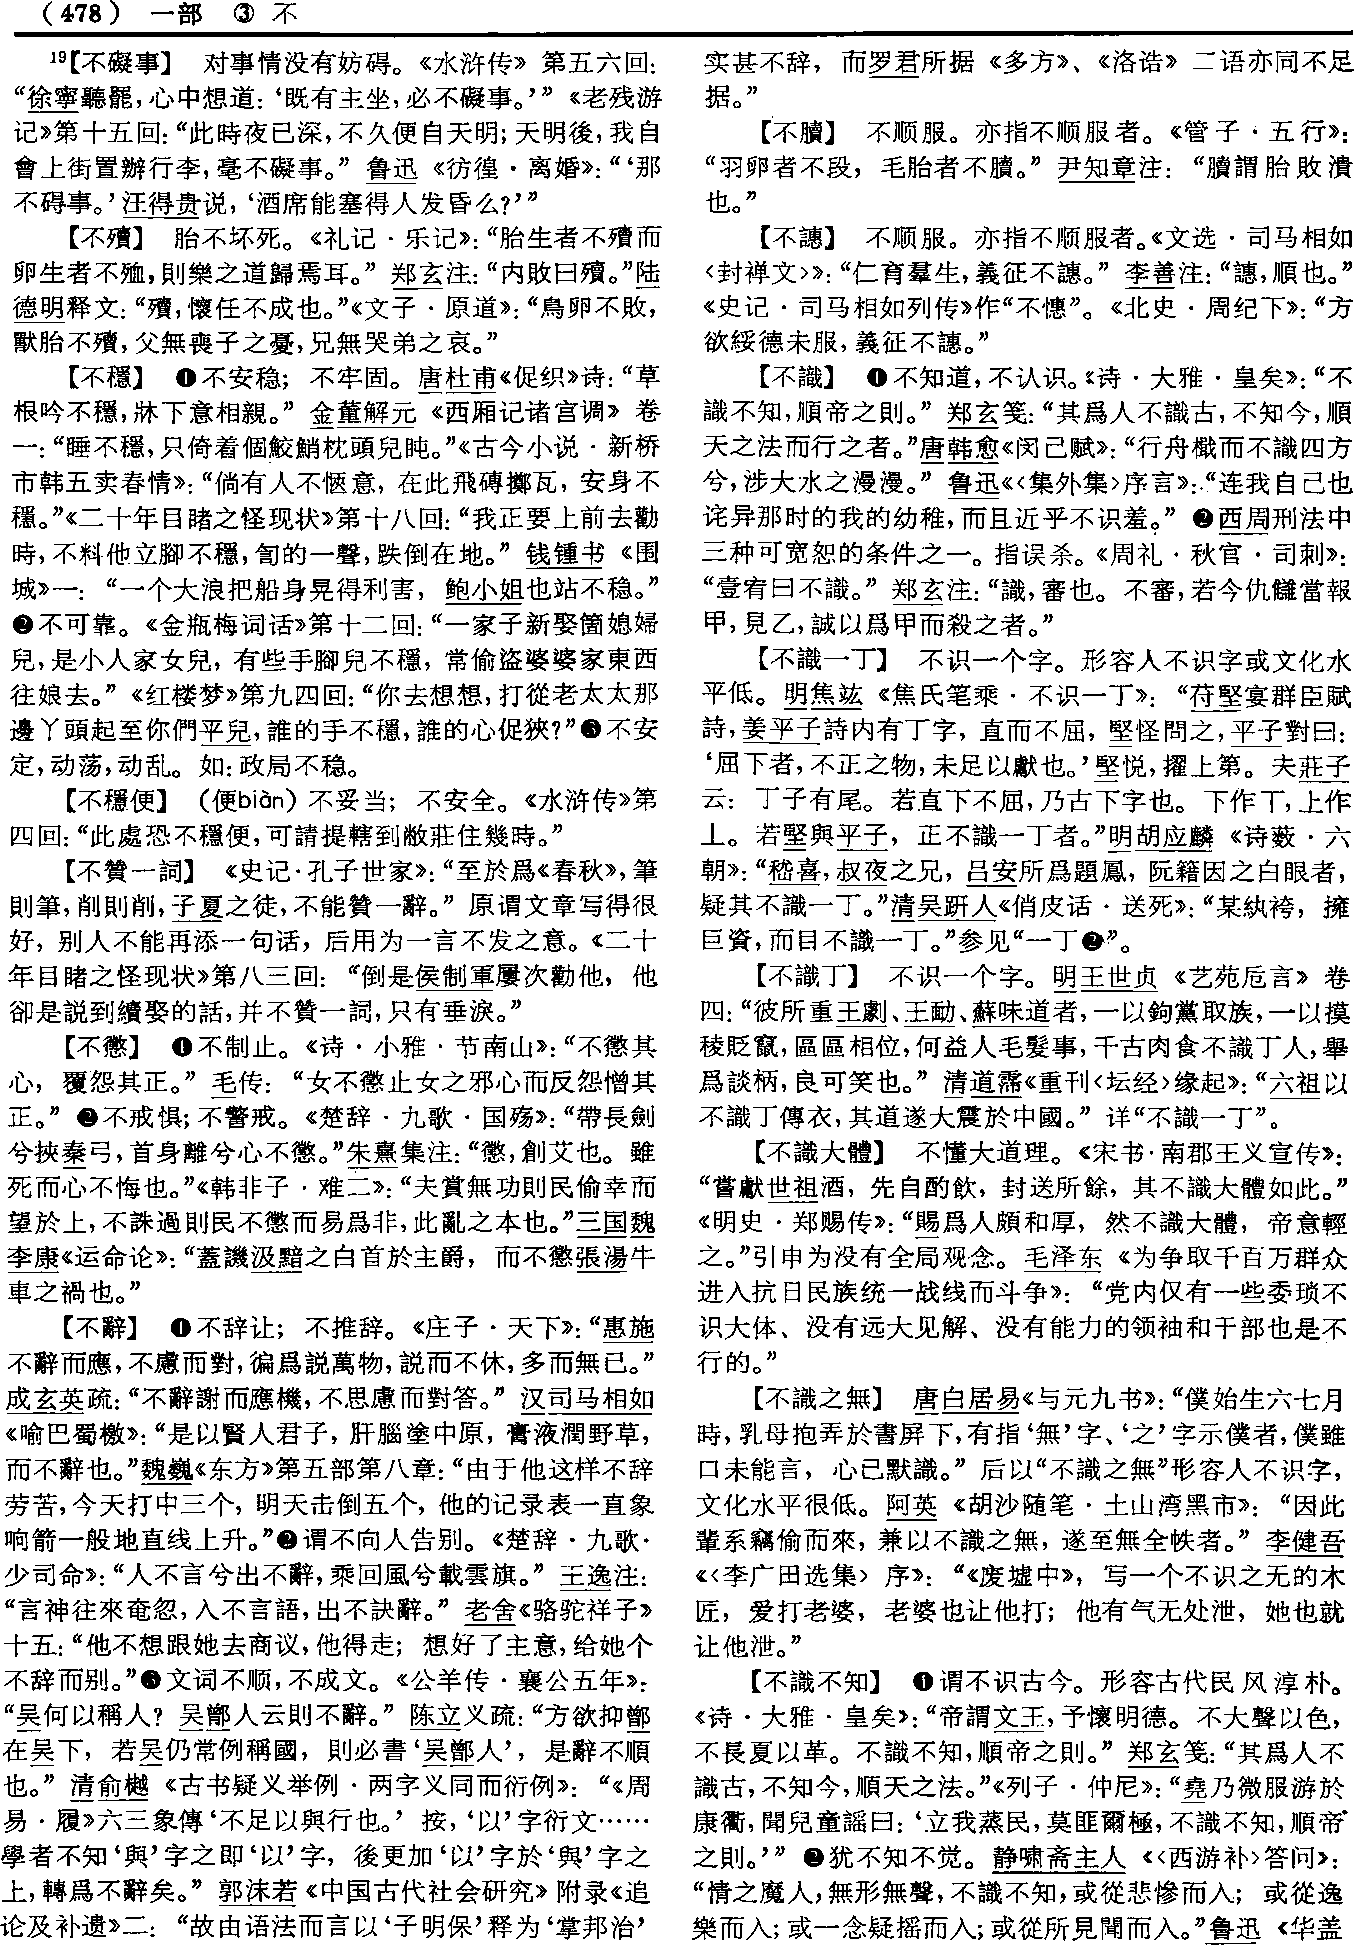 （478） 一部 ③ 不
¹⁹【不礙事】 对事情没有妨碍。《水浒传》第五六回：
“徐寧聽罷，心中想道：‘既有主坐，必不礙事。’”《老残游
记》第十五回：“此時夜已深，不久便自天明；天明後，我自
會上街置辦行李，毫不礙事。”鲁迅《彷徨·离婚》：“‘那
不碍事。’汪得贵说，‘酒席能塞得人发昏么？’”
【不殰】 胎不坏死。《礼记·乐记》：“胎生者不殰而
卵生者不殈，則樂之道歸焉耳。”郑玄注：“内敗曰殰。”陆
德明释文：“殰，懷任不成也。”《文子·原道》：“鳥卵不敗，
獸胎不殰，父無喪子之憂，兄無哭弟之哀。”
【不穩】 ❶不安稳；不牢固。唐杜甫《促织》诗：“草
根吟不穩，牀下意相親。”金董解元《西厢记诸宫调》卷
一：“睡不穩，只倚着個鮫鮹枕頭兒盹。”《古今小说·新桥
市韩五卖春情》：“倘有人不愜意，在此飛磚擲瓦，安身不
穩。”《二十年目睹之怪现状》第十八回：“我正要上前去勸
時，不料他立腳不穩，訇的一聲，跌倒在地。”钱锺书《围
城》一：“一个大浪把船身晃得利害，鲍小姐也站不稳。”
❷不可靠。《金瓶梅词话》第十二回：“一家子新娶箇媳婦
兒，是小人家女兒，有些手腳兒不穩，常偷盜婆婆家東西
往娘去。”《红楼梦》第九四回：“你去想想，打從老太太那
邊丫頭起至你們平兒，誰的手不穩，誰的心促狹？”❸不安
定，动荡，动乱。如：政局不稳。
【不穩便】 （便biàn）不妥当；不安全。《水浒传》第
四回：“此處恐不穩便，可請提轄到敝莊住幾時。”
【不贊一詞】 《史记·孔子世家》：“至於爲《春秋》，筆
則筆，削則削，子夏之徒，不能贊一辭。”原谓文章写得很
好，别人不能再添一句话，后用为一言不发之意。《二十
年目睹之怪现状》第八三回：“倒是侯制軍屢次勸他，他
卻是説到續娶的話，并不贊一詞，只有垂淚。”
【不懲】 ❶不制止。《诗·小雅·节南山》：“不懲其
心，覆怨其正。”毛传：“女不懲止女之邪心而反怨憎其
正。”❷不戒惧；不警戒。《楚辞·九歌·国殇》：“帶長劍
兮挾秦弓，首身離兮心不懲。”朱熹集注：“懲，創艾也。雖
死而心不悔也。”《韩非子·难二》：“夫賞無功則民偷幸而
望於上，不誅過則民不懲而易爲非，此亂之本也。”三国魏
李康《运命论》：“蓋譏汲黯之白首於主爵，而不懲張湯牛
車之禍也。”
【不辭】 ❶不辞让；不推辞。《庄子·天下》：“惠施
不辭而應，不慮而對，徧爲説萬物，説而不休，多而無已。”
成玄英疏：“不辭謝而應機，不思慮而對答。”汉司马相如
《喻巴蜀檄》：“是以賢人君子，肝腦塗中原，膏液潤野草，
而不辭也。”魏巍《东方》第五部第八章：“由于他这样不辞
劳苦，今天打中三个，明天击倒五个，他的记录表一直象
响箭一般地直线上升。”❷谓不向人告别。《楚辞·九歌·
少司命》：“人不言兮出不辭，乘回風兮載雲旗。”王逸注：
“言神往來奄忽，入不言語，出不訣辭。”老舍《骆驼祥子》
十五：“他不想跟她去商议，他得走；想好了主意，给她个
不辞而别。”❸文词不顺，不成文。《公羊传·襄公五年》：
“吴何以稱人？吴鄫人云則不辭。”陈立义疏：“方欲抑鄫
在吴下，若吴仍常例稱國，則必書‘吴鄫人’，是辭不順
也。”清俞樾《古书疑义举例·两字义同而衍例》：“《周
易·履》六三象傳‘不足以與行也。’按，‘以’字衍文……
學者不知‘與’字之即‘以’字，後更加‘以’字於‘與’字之
上，轉爲不辭矣。”郭沫若《中国古代社会研究》附录《追
论及补遗》二：“故由语法而言以‘子明保’释为‘掌邦治’
实甚不辞，而罗君所据《多方》、《洛诰》二语亦同不足
据。”
【不䐁】 不顺服。亦指不顺服者。《管子·五行》：
“羽卵者不段，毛胎者不䐁。”尹知章注：“䐁謂胎敗潰
也。”
【不譓】 不顺服。亦指不顺服者。《文选·司马相如
〈封禅文〉》：“仁育羣生，義征不譓。”李善注：“譓，順也。”
《史记·司马相如列传》作“不憓”。《北史·周纪下》：“方
欲綏德未服，義征不譓。”
【不識】 ❶不知道，不认识。《诗·大雅·皇矣》：“不
識不知，順帝之則。”郑玄笺：“其爲人不識古，不知今，順
天之法而行之者。”唐韩愈《闵己赋》：“行舟檝而不識四方
兮，涉大水之漫漫。”鲁迅《〈集外集〉序言》：“连我自己也
诧异那时的我的幼稚，而且近乎不识羞。”❷西周刑法中
三种可宽恕的条件之一。指误杀。《周礼·秋官·司刺》：
“壹宥曰不識。”郑玄注：“識，審也。不審，若今仇讎當報
甲，見乙，誠以爲甲而殺之者。”
【不識一丁】 不识一个字。形容人不识字或文化水
平低。明焦竑《焦氏笔乘·不识一丁》：“苻堅宴群臣賦
詩，姜平子詩内有丁字，直而不屈，堅怪問之，平子對曰：
‘屈下者，不正之物，未足以獻也。’堅悦，擢上第。夫莊子
云：丁子有尾。若直下不屈，乃古下字也。下作丅，上作
丄。若堅與平子，正不識一丁者。”明胡应麟《诗薮·六
朝》：“嵇喜，叔夜之兄，吕安所爲題鳳，阮籍因之白眼者，
疑其不識一丁。”清吴趼人《俏皮话·送死》：“某紈袴，擁
巨資，而目不識一丁。”参见“一丁❷”。
【不識丁】 不识一个字。明王世贞《艺苑卮言》卷
四：“彼所重王劇、王勔、蘇味道者，一以鉤黨取族，一以摸
稜貶竄，區區相位，何益人毛髮事，千古肉食不識丁人，舉
爲談柄，良可笑也。”清道霈《重刊〈坛经〉缘起》：“六祖以
不識丁傳衣，其道遂大震於中國。”详“不識一丁”。
【不識大體】 不懂大道理。《宋书·南郡王义宣传》：
“嘗獻世祖酒，先自酌飲，封送所餘，其不識大體如此。”
《明史·郑赐传》：“賜爲人頗和厚，然不識大體，帝意輕
之。”引申为没有全局观念。毛泽东《为争取千百万群众
进入抗日民族统一战线而斗争》：“党内仅有一些委琐不
识大体、没有远大见解、没有能力的领袖和干部也是不
行的。”
【不識之無】 唐白居易《与元九书》：“僕始生六七月
時，乳母抱弄於書屏下，有指‘無’字、‘之’字示僕者，僕雖
口未能言，心已默識。”后以“不識之無”形容人不识字，
文化水平很低。阿英《胡沙随笔·土山湾黑市》：“因此
輩系竊偷而來，兼以不識之無，遂至無全帙者。”李健吾
《〈李广田选集〉序》：“《废墟中》，写一个不识之无的木
匠，爱打老婆，老婆也让他打；他有气无处泄，她也就
让他泄。”
【不識不知】 ❶谓不识古今。形容古代民风淳朴。
《诗·大雅·皇矣》：“帝謂文王，予懷明德。不大聲以色，
不長夏以革。不識不知，順帝之則。”郑玄笺：“其爲人不
識古，不知今，順天之法。”《列子·仲尼》：“堯乃微服游於
康衢，聞兒童謡曰：‘立我蒸民，莫匪爾極，不識不知，順帝
之則。’”❷犹不知不觉。静啸斋主人《〈西游补〉答问》：
“情之魔人，無形無聲，不識不知，或從悲慘而入；或從逸
樂而入；或一念疑摇而入；或從所見聞而入。”鲁迅《华盖